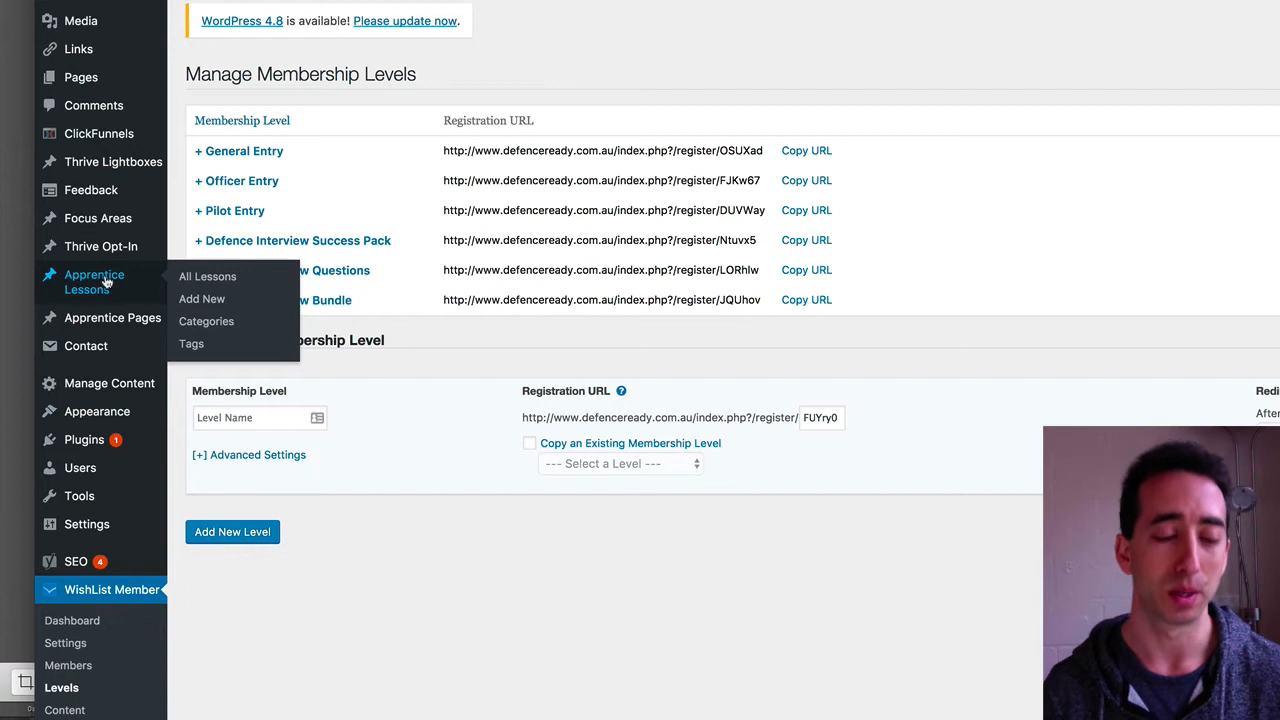 Media
Links
Pages
Comments
ClickFunnels
Thrive Lightboxes
Feedback
Focus Areas
Thrive Opt-In
Apprentice
Lessons
Apprentice Pages
Contact
Manage Content
Appearance
Plugins 1
Users
Tools
Settings
SEO 4
WishList Member
Dashboard
Settings
Members
Levels
Content
All Lessons
Add New
Categories
Tags
WordPress 4.8 is available! Please update now.
Manage Membership Levels
Membership Level Registration URL
+ General Entry http://www.defenceready.com.au/index.php?/register/OSUXad Copy URL
+ Officer Entry http://www.defenceready.com.au/index.php?/register/FJKw67 Copy URL
+ Pilot Entry http://www.defenceready.com.au/index.php?/register/DUVWay Copy URL
+ Defence Interview Success Pack http://www.defenceready.com.au/index.php?/register/Ntuvx5 Copy URL
w Questions http://www.defenceready.com.au/index.php?/register/LORhlw Copy URL
w Bundle http://www.defenceready.com.au/index.php?/register/JQUhov Copy URL
bership Level
Membership Level Registration URL ? Redi
Level Name http://www.defenceready.com.au/index.php?/register/ FUYry0 Afte
Copy an Existing Membership Level
[+] Advanced Settings --- Select a Level ---
Add New Level